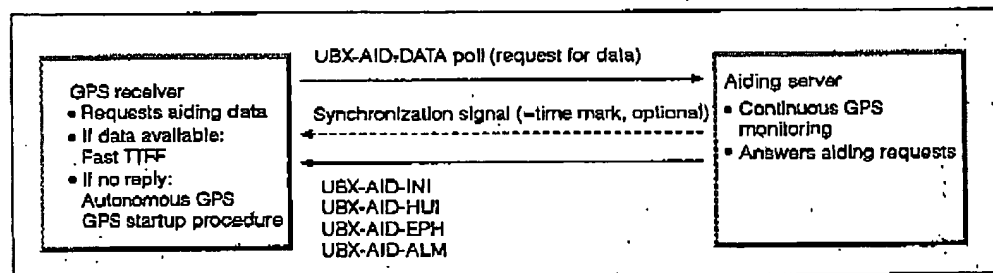 UBX-AID-DATA poll (request for data)
GPS receiver
• Requests aiding data
• If data available:
Fast TTFF
• If no reply:
Autonomous GPS
GPS startup procedure
Synchronization signal (=time mark, optional)
UBX-AID-INI
UBX-AID-HUI
UBX-AID-EPH
UBX-AID-ALM
Aiding server
• Continuous GPS
monitoring
• Answers aiding requests